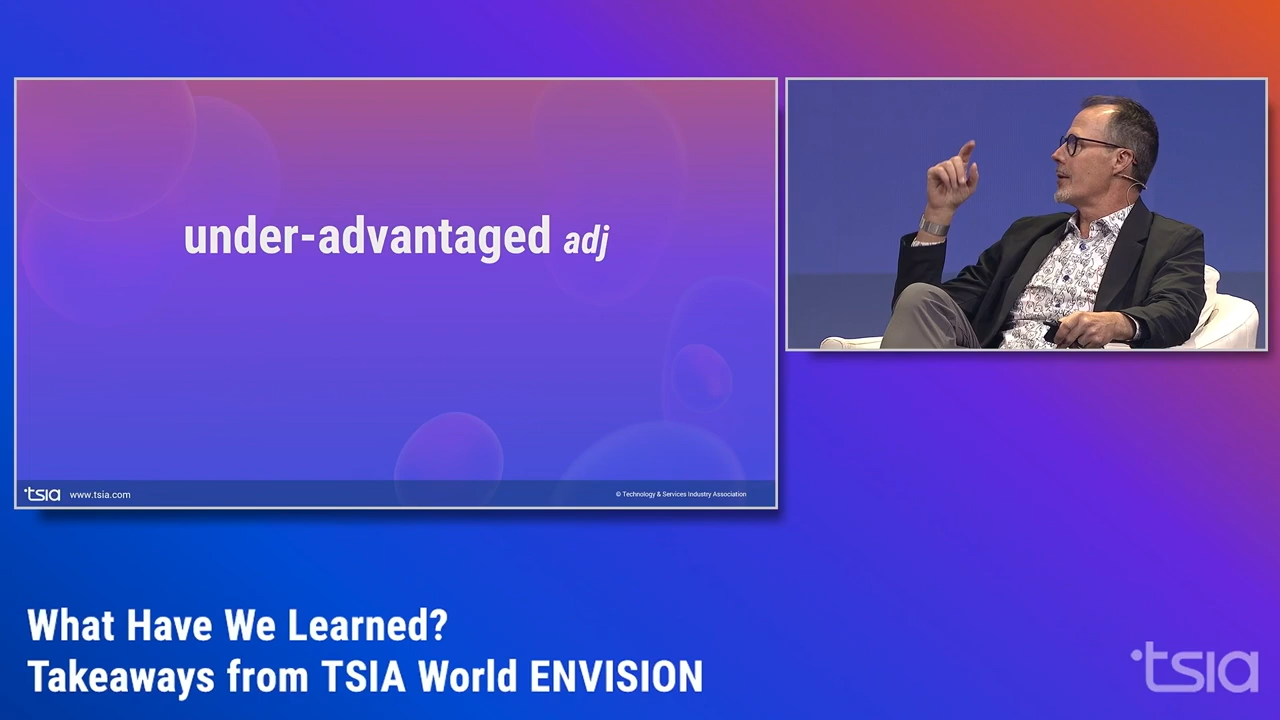 under-advantaged adj
tsia www.tsia.com
© Technology & Services Industry Association
What Have We Learned?
Takeaways from TSIA World ENVISION
tsia